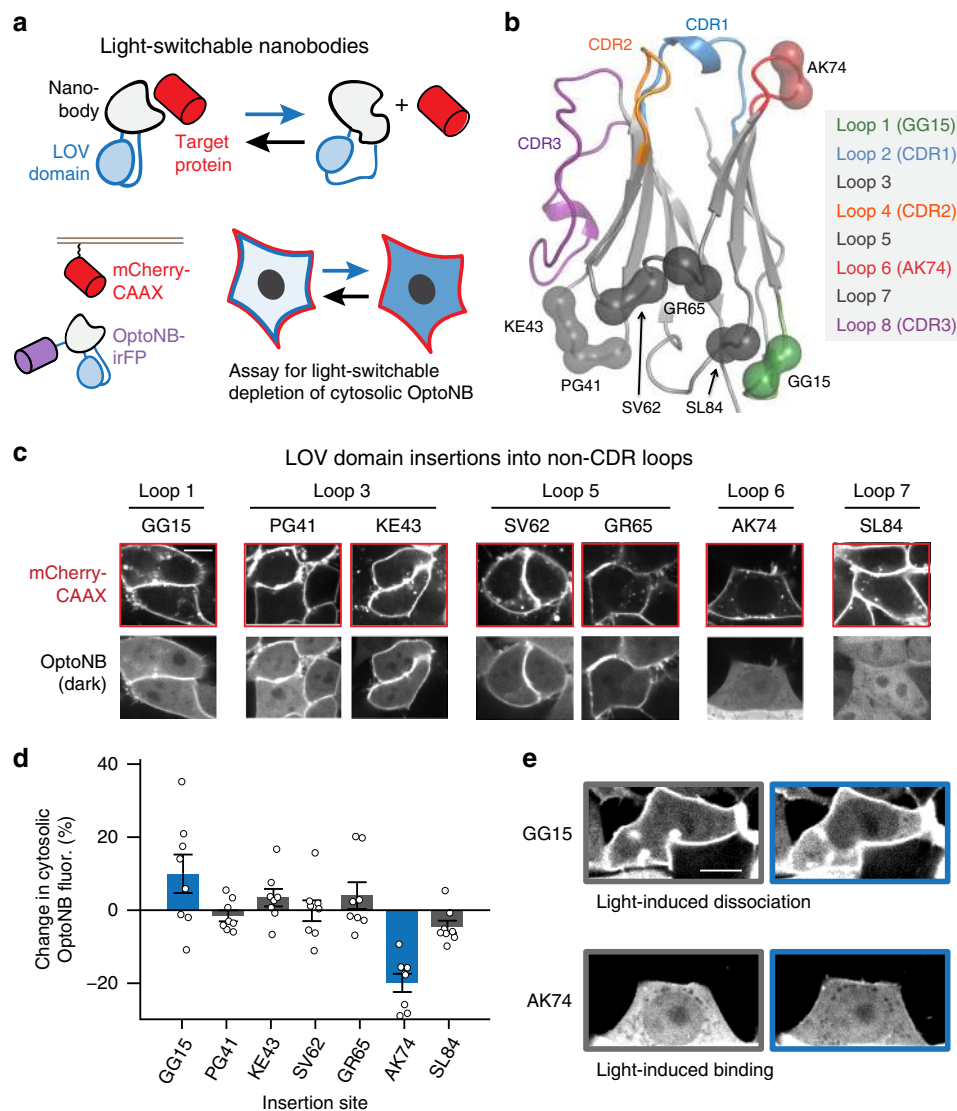 a
Light-switchable nanobodies
Nano-
body
LOV
domain
Target
protein
+
mCherry-
CAAX
OptoNB-
irFP
Assay for light-switchable
depletion of cytosolic OptoNB
b
CDR1
CDR2
AK74
CDR3
KE43
GR65
PG41
SV62
SL84
GG15
Loop 1 (GG15)
Loop 2 (CDR1)
Loop 3
Loop 4 (CDR2)
Loop 5
Loop 6 (AK74)
Loop 7
Loop 8 (CDR3)
c
LOV domain insertions into non-CDR loops
Loop 1 Loop 3 Loop 5 Loop 6 Loop 7
GG15 PG41 KE43 SV62 GR65 AK74 SL84
mCherry-
CAAX
OptoNB
(dark)
d
Change in cytosolic
OptoNB fluor. (%)
40
20
0
−20
GG15 PG41 KE43 SV62 GR65 AK74 SL84
Insertion site
e
GG15
Light-induced dissociation
AK74
Light-induced binding